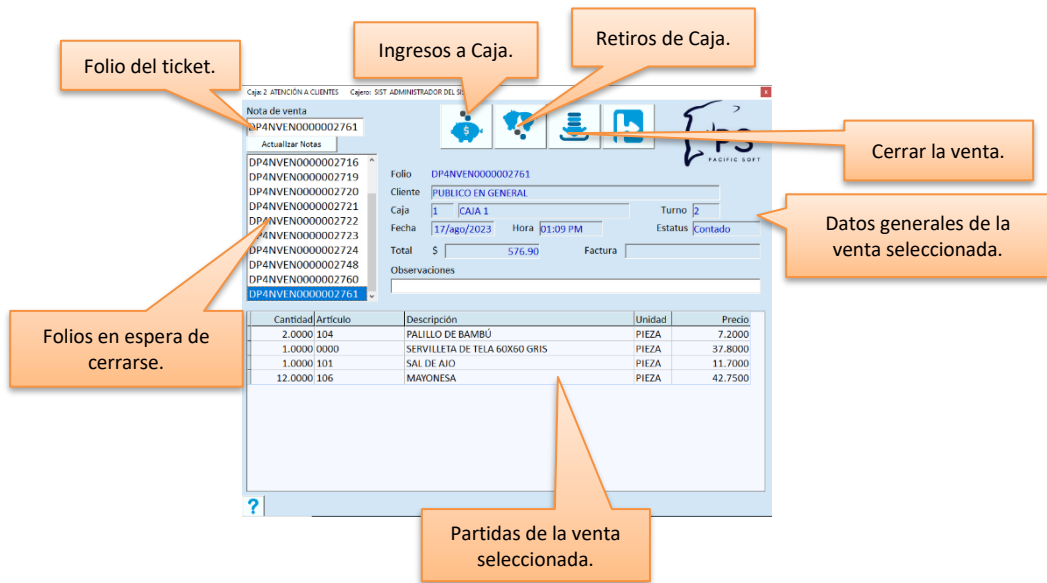 Folio del ticket.
Ingresos a Caja.
Retiros de Caja.
Cerrar la venta.
Datos generales de la
venta seleccionada.
Folios en espera de
cerrarse.
Partidas de la venta
seleccionada.
Caja: 2 ATENCIÓN A CLIENTES Cajero: SIST ADMINISTRADOR DEL
Nota de venta
DP4NVEN0000002761
Actualizar Notas
DP4NVEN0000002716
DP4NVEN0000002719
DP4NVEN0000002720
DP4NVEN0000002721
DP4NVEN0000002722
DP4NVEN0000002723
DP4NVEN0000002724
DP4NVEN0000002748
DP4NVEN0000002760
DP4NVEN0000002761
PS
PACIFIC SOFT
Folio DP4NVEN0000002761
Cliente PUBLICO EN GENERAL
Caja 1 CAJA 1 Turno 2
Fecha 17/ago/2023 Hora 01:09 PM Estatus Contado
Total $ 576.90 Factura
Observaciones
Cantidad Artículo Descripción Unidad Precio
2.0000 104 PALILLO DE BAMBÚ PIEZA 7.2000
1.0000 0000 SERVILLETA DE TELA 60X60 GRIS PIEZA 37.8000
1.0000 101 SAL DE AJO PIEZA 11.7000
12.0000 106 MAYONESA PIEZA 42.7500
?